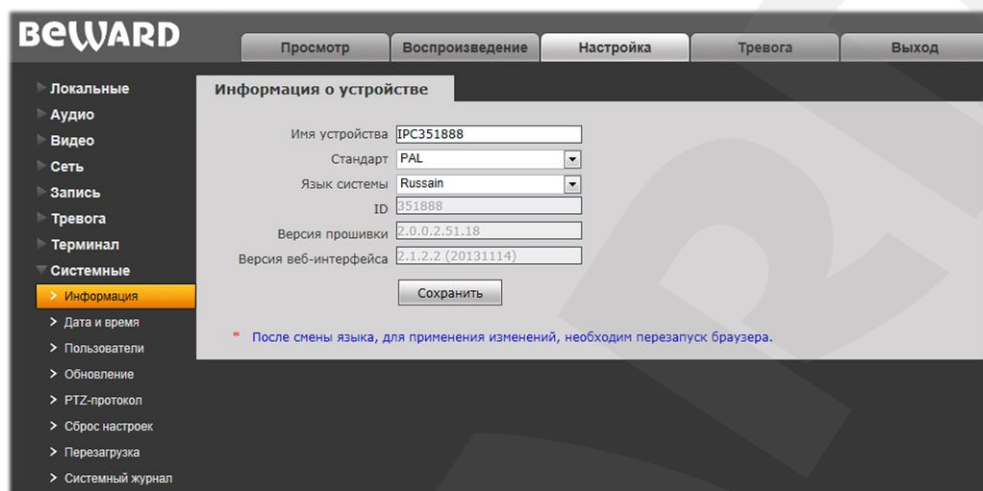 BEWARD
Просмотр Воспроизведение Настройка Тревога Выход
Локальные
Аудио
Видео
Сеть
Запись
Тревога
Терминал
Системные
> Информация
> Дата и время
> Пользователи
> Обновление
> PTZ-протокол
> Сброс настроек
> Перезагрузка
> Системный журнал
Информация о устройстве
Имя устройства IPC351888
Стандарт PAL
Язык системы Russain
ID 351888
Версия прошивки 2.0.0.2.51.18
Версия веб-интерфейса 2.1.2.2 (20131114)
Сохранить
* После смены языка, для применения изменений, необходим перезапуск браузера.